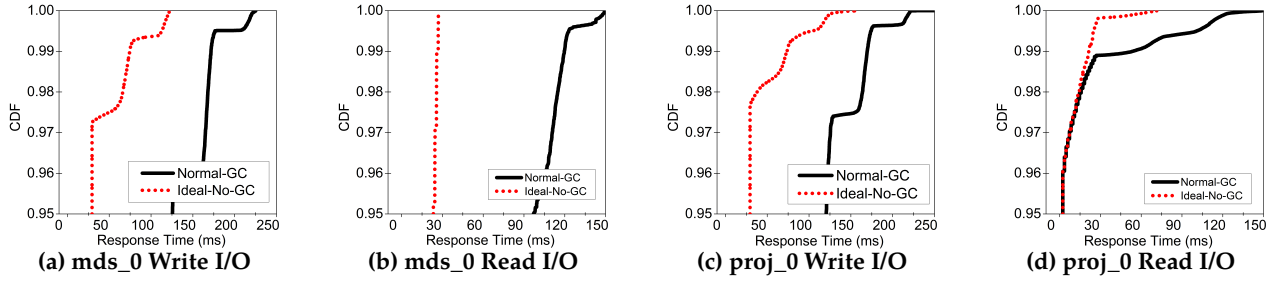 1.00
0.99
0.98
0.97
0.96
0.95
CDF
Normal-GC
Ideal-No-GC
0 50 100 150 200 250
Response Time (ms)
(a) mds_0 Write I/O
1.00
0.99
0.98
0.97
0.96
0.95
CDF
Normal-GC
Ideal-No-GC
0 30 60 90 120 150
Response Time (ms)
(b) mds_0 Read I/O
1.00
0.99
0.98
0.97
0.96
0.95
CDF
Normal-GC
Ideal-No-GC
0 50 100 150 200 250
Response Time (ms)
(c) proj_0 Write I/O
1.00
0.99
0.98
0.97
0.96
0.95
CDF
Normal-GC
Ideal-No-GC
0 30 60 90 120 150
Response Time (ms)
(d) proj_0 Read I/O